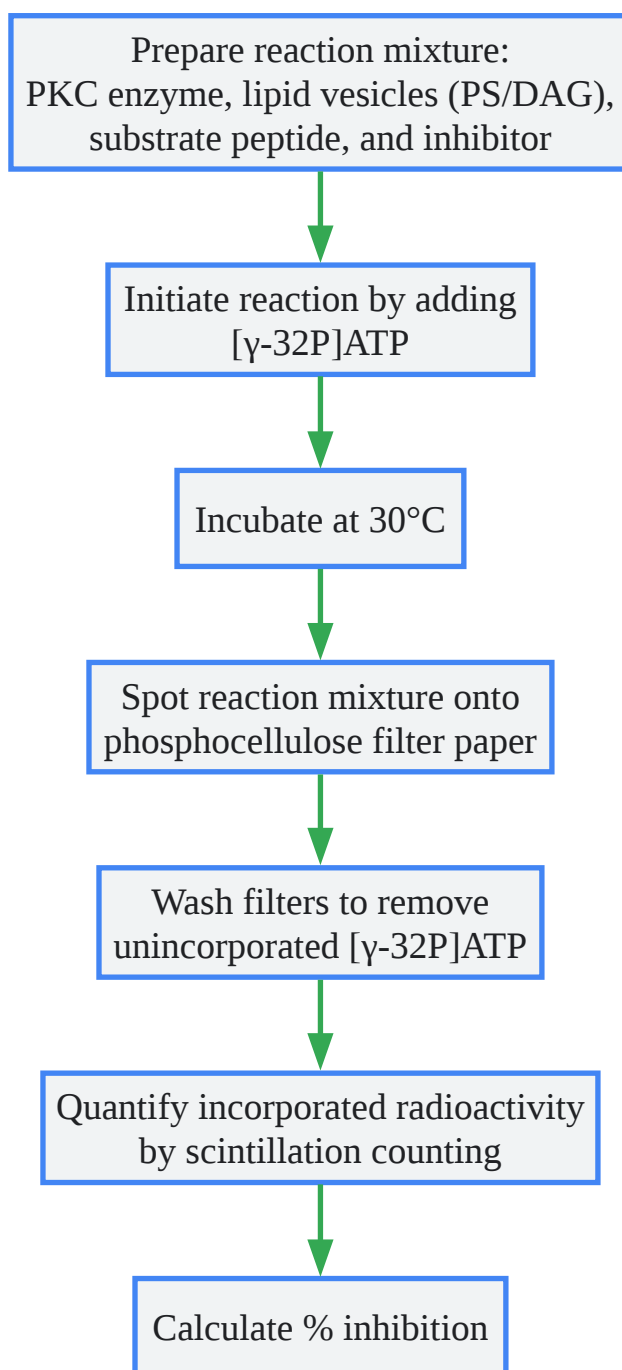 Prepare reaction mixture:
PKC enzyme, lipid vesicles (PS/DAG),
substrate peptide, and inhibitor
Initiate reaction by adding
[γ-32P]ATP
Incubate at 30°C
Spot reaction mixture onto
phosphocellulose filter paper
Wash filters to remove
unincorporated [γ-32P]ATP
Quantify incorporated radioactivity
by scintillation counting
Calculate % inhibition